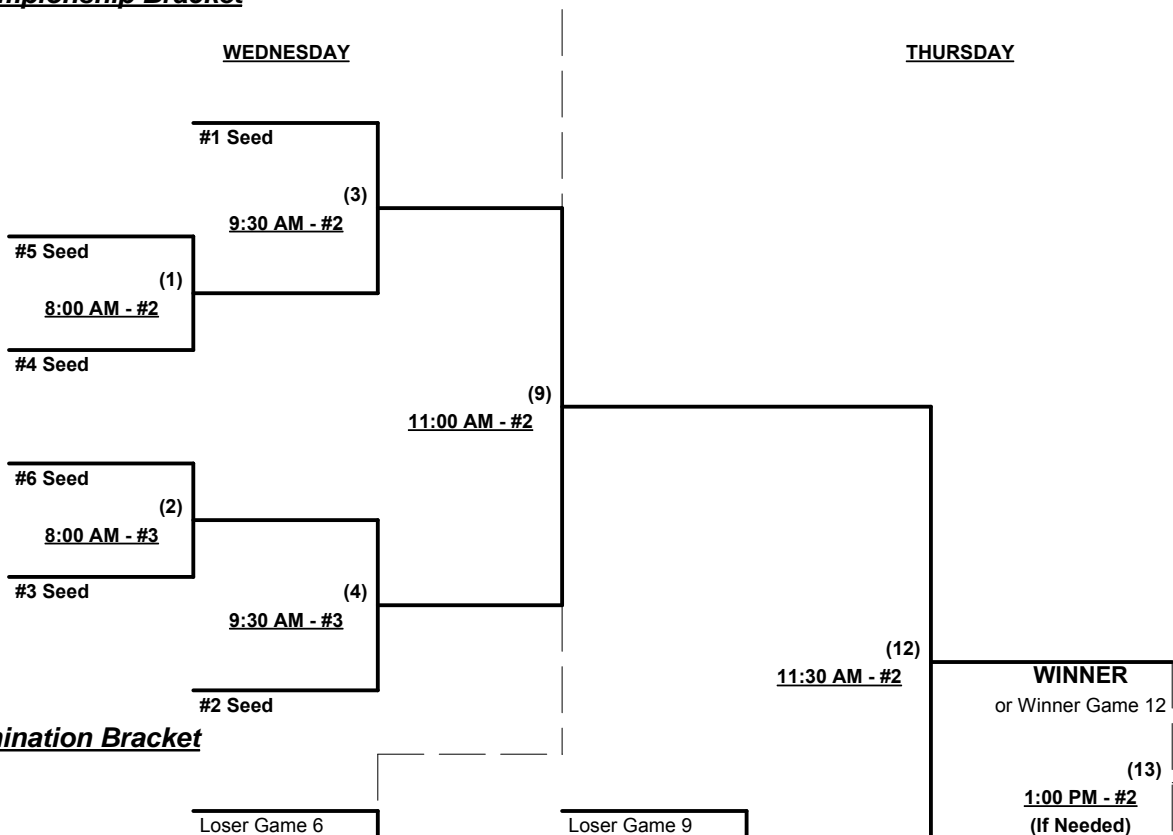 WEDNESDAY
THURSDAY
#1 Seed
(3)
9:30 AM - #2
#5 Seed
(1)
8:00 AM - #2
#4 Seed
(9)
11:00 AM - #2
#6 Seed
(2)
8:00 AM - #3
#3 Seed
(4)
9:30 AM - #3
#2 Seed
(12)
11:30 AM - #2
WINNER
or Winner Game 12
Bracket
(13)
1:00 PM - #2
(If Needed)
Loser Game 6
Loser Game 9